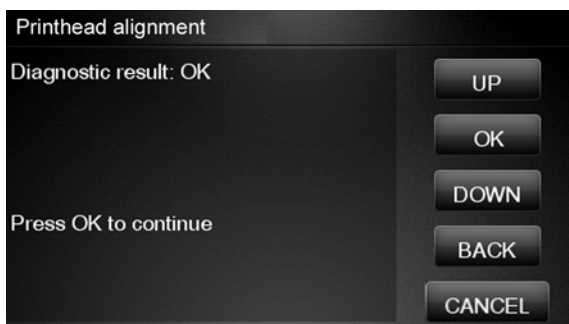 Printhead alignment
Diagnostic result: OK
Press OK to continue
UP
OK
DOWN
BACK
CANCEL